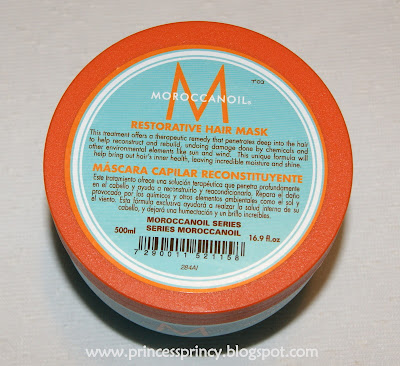 M
MOROCCANOIL®
RESTORATIVE HAIR MASK
This treatment offers a therapeutic remedy that penetrates deep into the hair
to help reconstruct and rebuild, undoing damage done by chemicals and
other environmental elements like sun and wind. This unique formula will
help bring out hair's inner health, leaving incredible moisture and shine.
MÁSCARA CAPILAR RECONSTITUYENTE
Este tratamiento ofrece una solución terapéutica que penetra profundamente
en el cabello y ayuda a reconstruirlo y reacondicionarlo. Repara el daño
provocado por los químicos y otros elementos ambientales como el sol y
el viento. Esta fórmula exclusiva ayudará a realzar la salud interna de su
cabello, y dejará una humectación y un brillo increíbles.
MOROCCANOIL SERIES
500ml SERIES MOROCCANOIL 16.9 fl.oz
7 290011 521158
284AI
www.princessprincy.blogspot.com